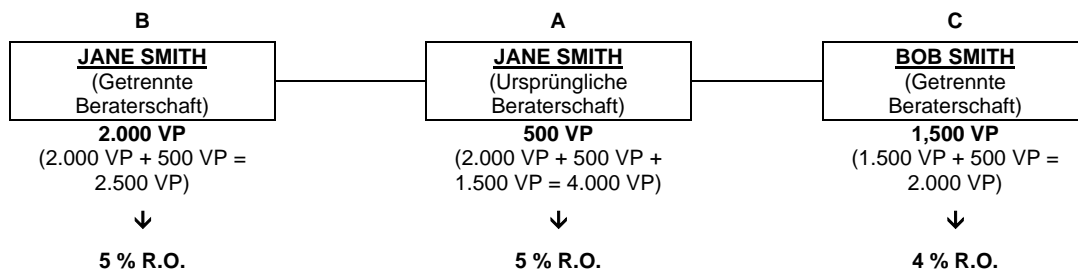 B
JANE SMITH
(Getrennte
Beraterschaft)
2.000 VP
(2.000 VP + 500 VP =
2.500 VP)
🡫
5 % R.O.
A
JANE SMITH
(Ursprüngliche
Beraterschaft)
500 VP
(2.000 VP + 500 VP +
1.500 VP = 4.000 VP)
🡫
5 % R.O.
C
BOB SMITH
(Getrennte
Beraterschaft)
1,500 VP
(1.500 VP + 500 VP =
2.000 VP)
🡫
4 % R.O.